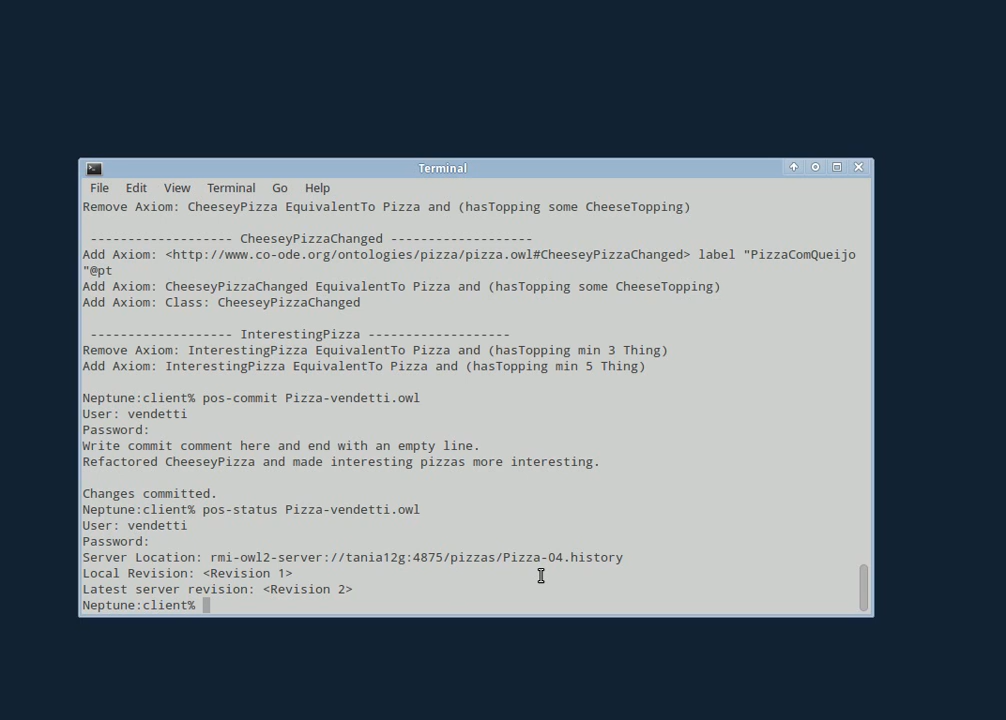 Terminal
File Edit View Terminal Go Help
Remove Axiom: CheeseyPizza EquivalentTo Pizza and (hasTopping some CheeseTopping)
------------------- CheeseyPizzaChanged -------------------
Add Axiom: <http://www.co-ode.org/ontologies/pizza/pizza.owl#CheeseyPizzaChanged> label "PizzaComQueijo
"@pt
Add Axiom: CheeseyPizzaChanged EquivalentTo Pizza and (hasTopping some CheeseTopping)
Add Axiom: Class: CheeseyPizzaChanged
------------------- InterestingPizza -------------------
Remove Axiom: InterestingPizza EquivalentTo Pizza and (hasTopping min 3 Thing)
Add Axiom: InterestingPizza EquivalentTo Pizza and (hasTopping min 5 Thing)
Neptune:client% pos-commit Pizza-vendetti.owl
User: vendetti
Password:
Write commit comment here and end with an empty line.
Refactored CheeseyPizza and made interesting pizzas more interesting.
Changes committed.
Neptune:client% pos-status Pizza-vendetti.owl
User: vendetti
Password:
Server Location: rmi-owl2-server://tania12g:4875/pizzas/Pizza-04.history
Local Revision: <Revision 1>
Latest server revision: <Revision 2>
Neptune:client%